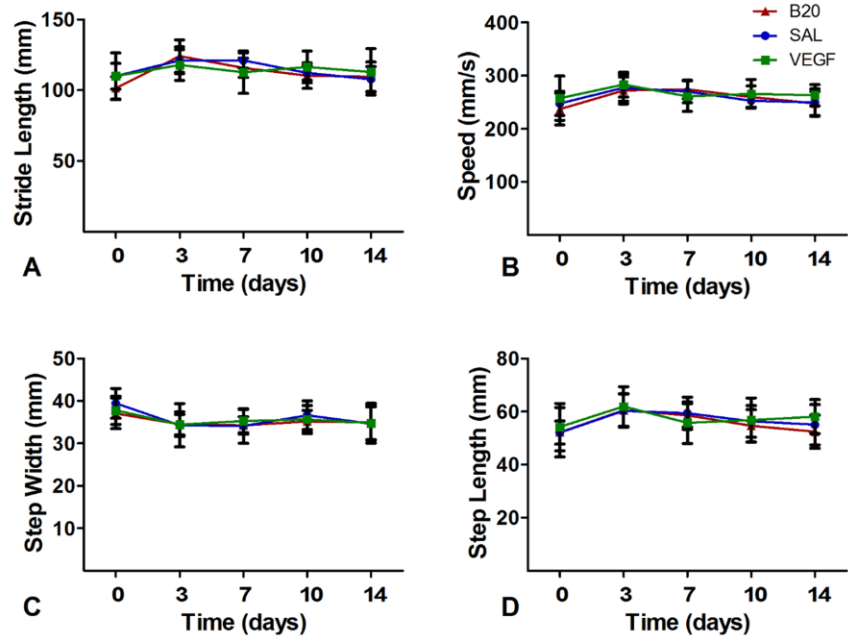 Stride Length (mm)
150
100
50
0 3 7 10 14
Time (days)
A
B20
SAL
VEGF
Speed (mm/s)
400
300
200
100
0 3 7 10 14
Time (days)
B
Step Width (mm)
50
40
30
20
10
0 3 7 10 14
Time (days)
C
Step Length (mm)
80
60
40
20
0 3 7 10 14
Time (days)
D